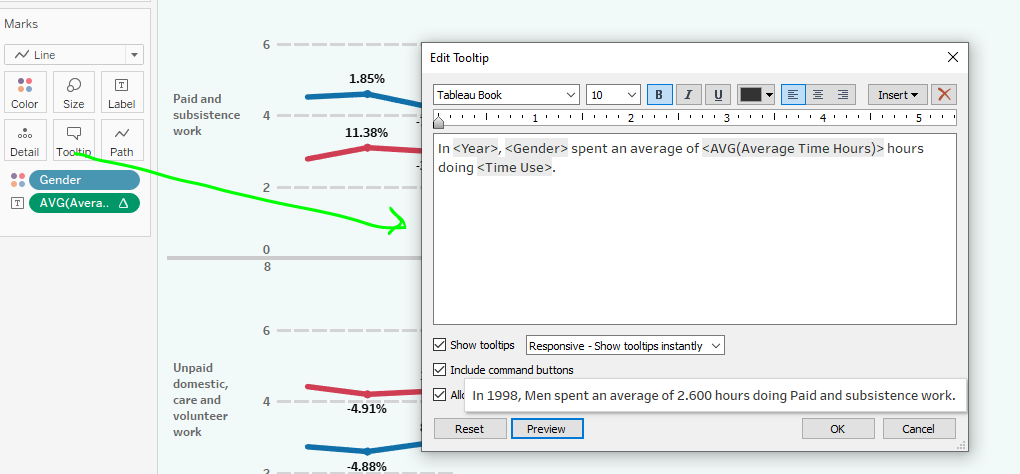 Marks
Line
Color
Size
Label
Detail
Tooltip
Path
Gender
AVG(Avera..
6
1.85%
Paid and
subsistence
work
4
11.38%
2
0
8
6
Unpaid
domestic,
care and
volunteer
work
4
-4.91%
-4.88%
2
Edit Tooltip
Tableau Book
10
B
I
U
Insert
1
2
3
4
5
In <Year>, <Gender> spent an average of <AVG(Average Time Hours)> hours
doing <Time Use>.
Show tooltips
Responsive - Show tooltips instantly
Include command buttons
In 1998, Men spent an average of 2.600 hours doing Paid and subsistence work.
Reset
Preview
OK
Cancel